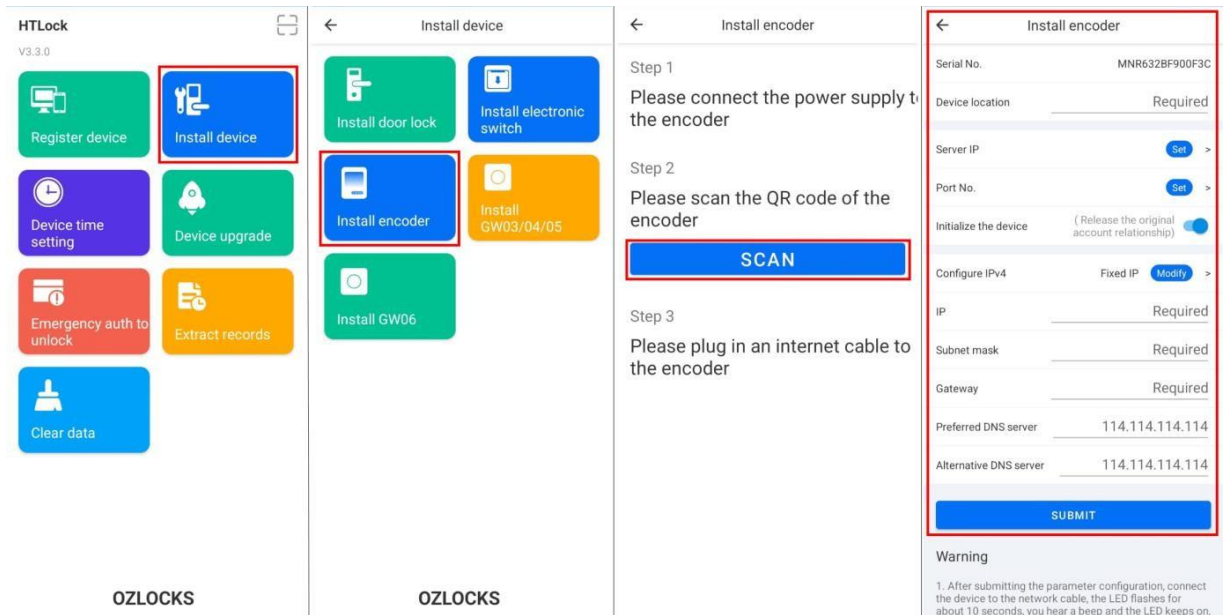 HTLock
V3.3.0
Register device
Install device
Device time
setting
Device upgrade
Emergency auth to
unlock
Extract records
Clear data
OZLOCKS
Install device
Install door lock
Install electronic
switch
Install encoder
Install
GW03/04/05
Install GW06
OZLOCKS
Install encoder
Step 1
Please connect the power supply to
the encoder
Step 2
Please scan the QR code of the
encoder
SCAN
Step 3
Please plug in an internet cable to
the encoder
Install encoder
Serial No. MNR632BF900F3C
Device location Required
Server IP Set >
Port No. Set >
Initialize the device ( Release the original
account relationship)
Configure IPv4 Fixed IP Modify >
IP Required
Subnet mask Required
Gateway Required
Preferred DNS server 114.114.114.114
Alternative DNS server 114.114.114.114
SUBMIT
Warning
1. After submitting the parameter configuration, connect
the device to the network cable, the LED flashes for
about 10 seconds, you hear a beep and the LED keeps on,